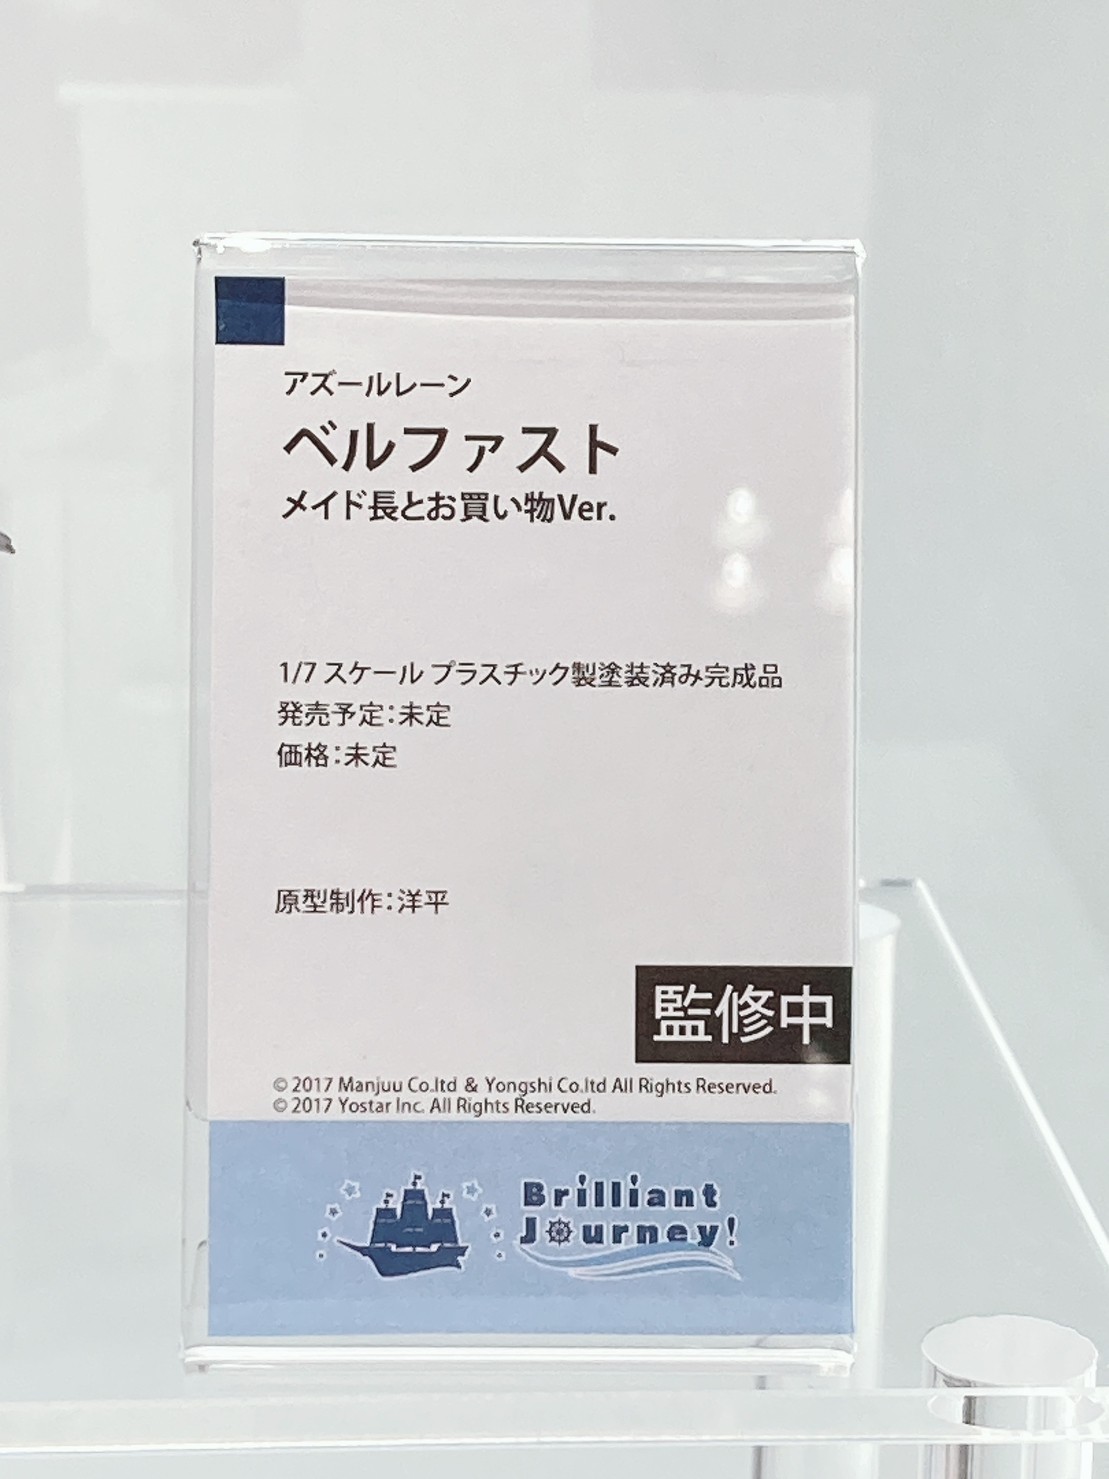 アズールレーン
ベルファスト
メイド長とお買い物Ver.
1/7 スケール プラスチック製塗装済み完成品
発売予定：未定
価格：未定
原型制作：洋平
監修中
© 2017 Manjuu Co.ltd & Yongshi Co.ltd All Rights Reserved.
© 2017 Yostar Inc. All Rights Reserved.
Brilliant
Journey!